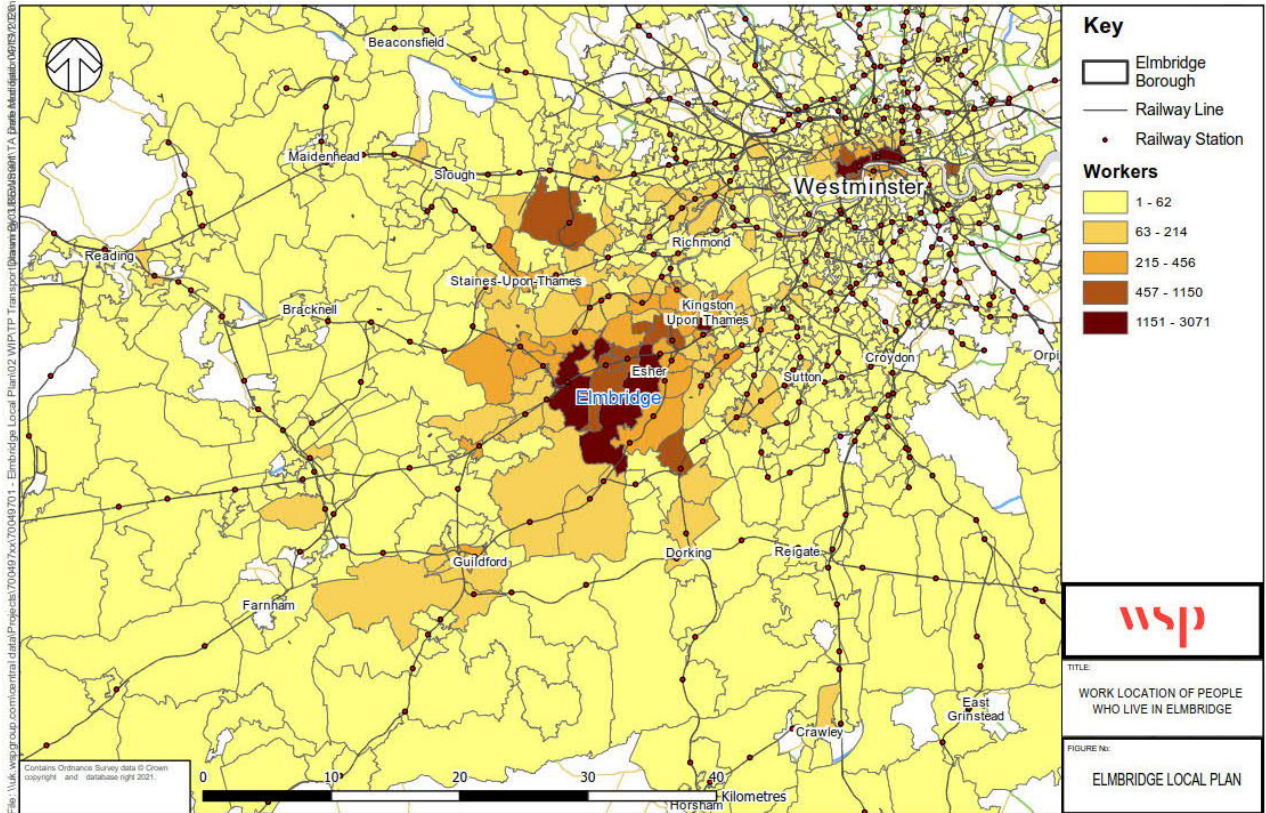 Beaconsfield
Maidenhead
Slough
Westminster
Reading
Richmond
Staines-Upon-Thames
Bracknell
Kingston
Upon Thames
Croydon
Orpi
Esher
Sutton
Elmbridge
Guildford
Dorking
Reigate
Farnham
East
Grinstead
Crawley
Horsham
Contains Ordnance Survey data © Crown
copyright and database right 2021.
0 10 20 30 40 Kilometres
Key
Elmbridge
Borough
Railway Line
Railway Station
Workers
1 - 62
63 - 214
215 - 456
457 - 1150
1151 - 3071
wsp
TITLE:
WORK LOCATION OF PEOPLE
WHO LIVE IN ELMBRIDGE
FIGURE No:
ELMBRIDGE LOCAL PLAN